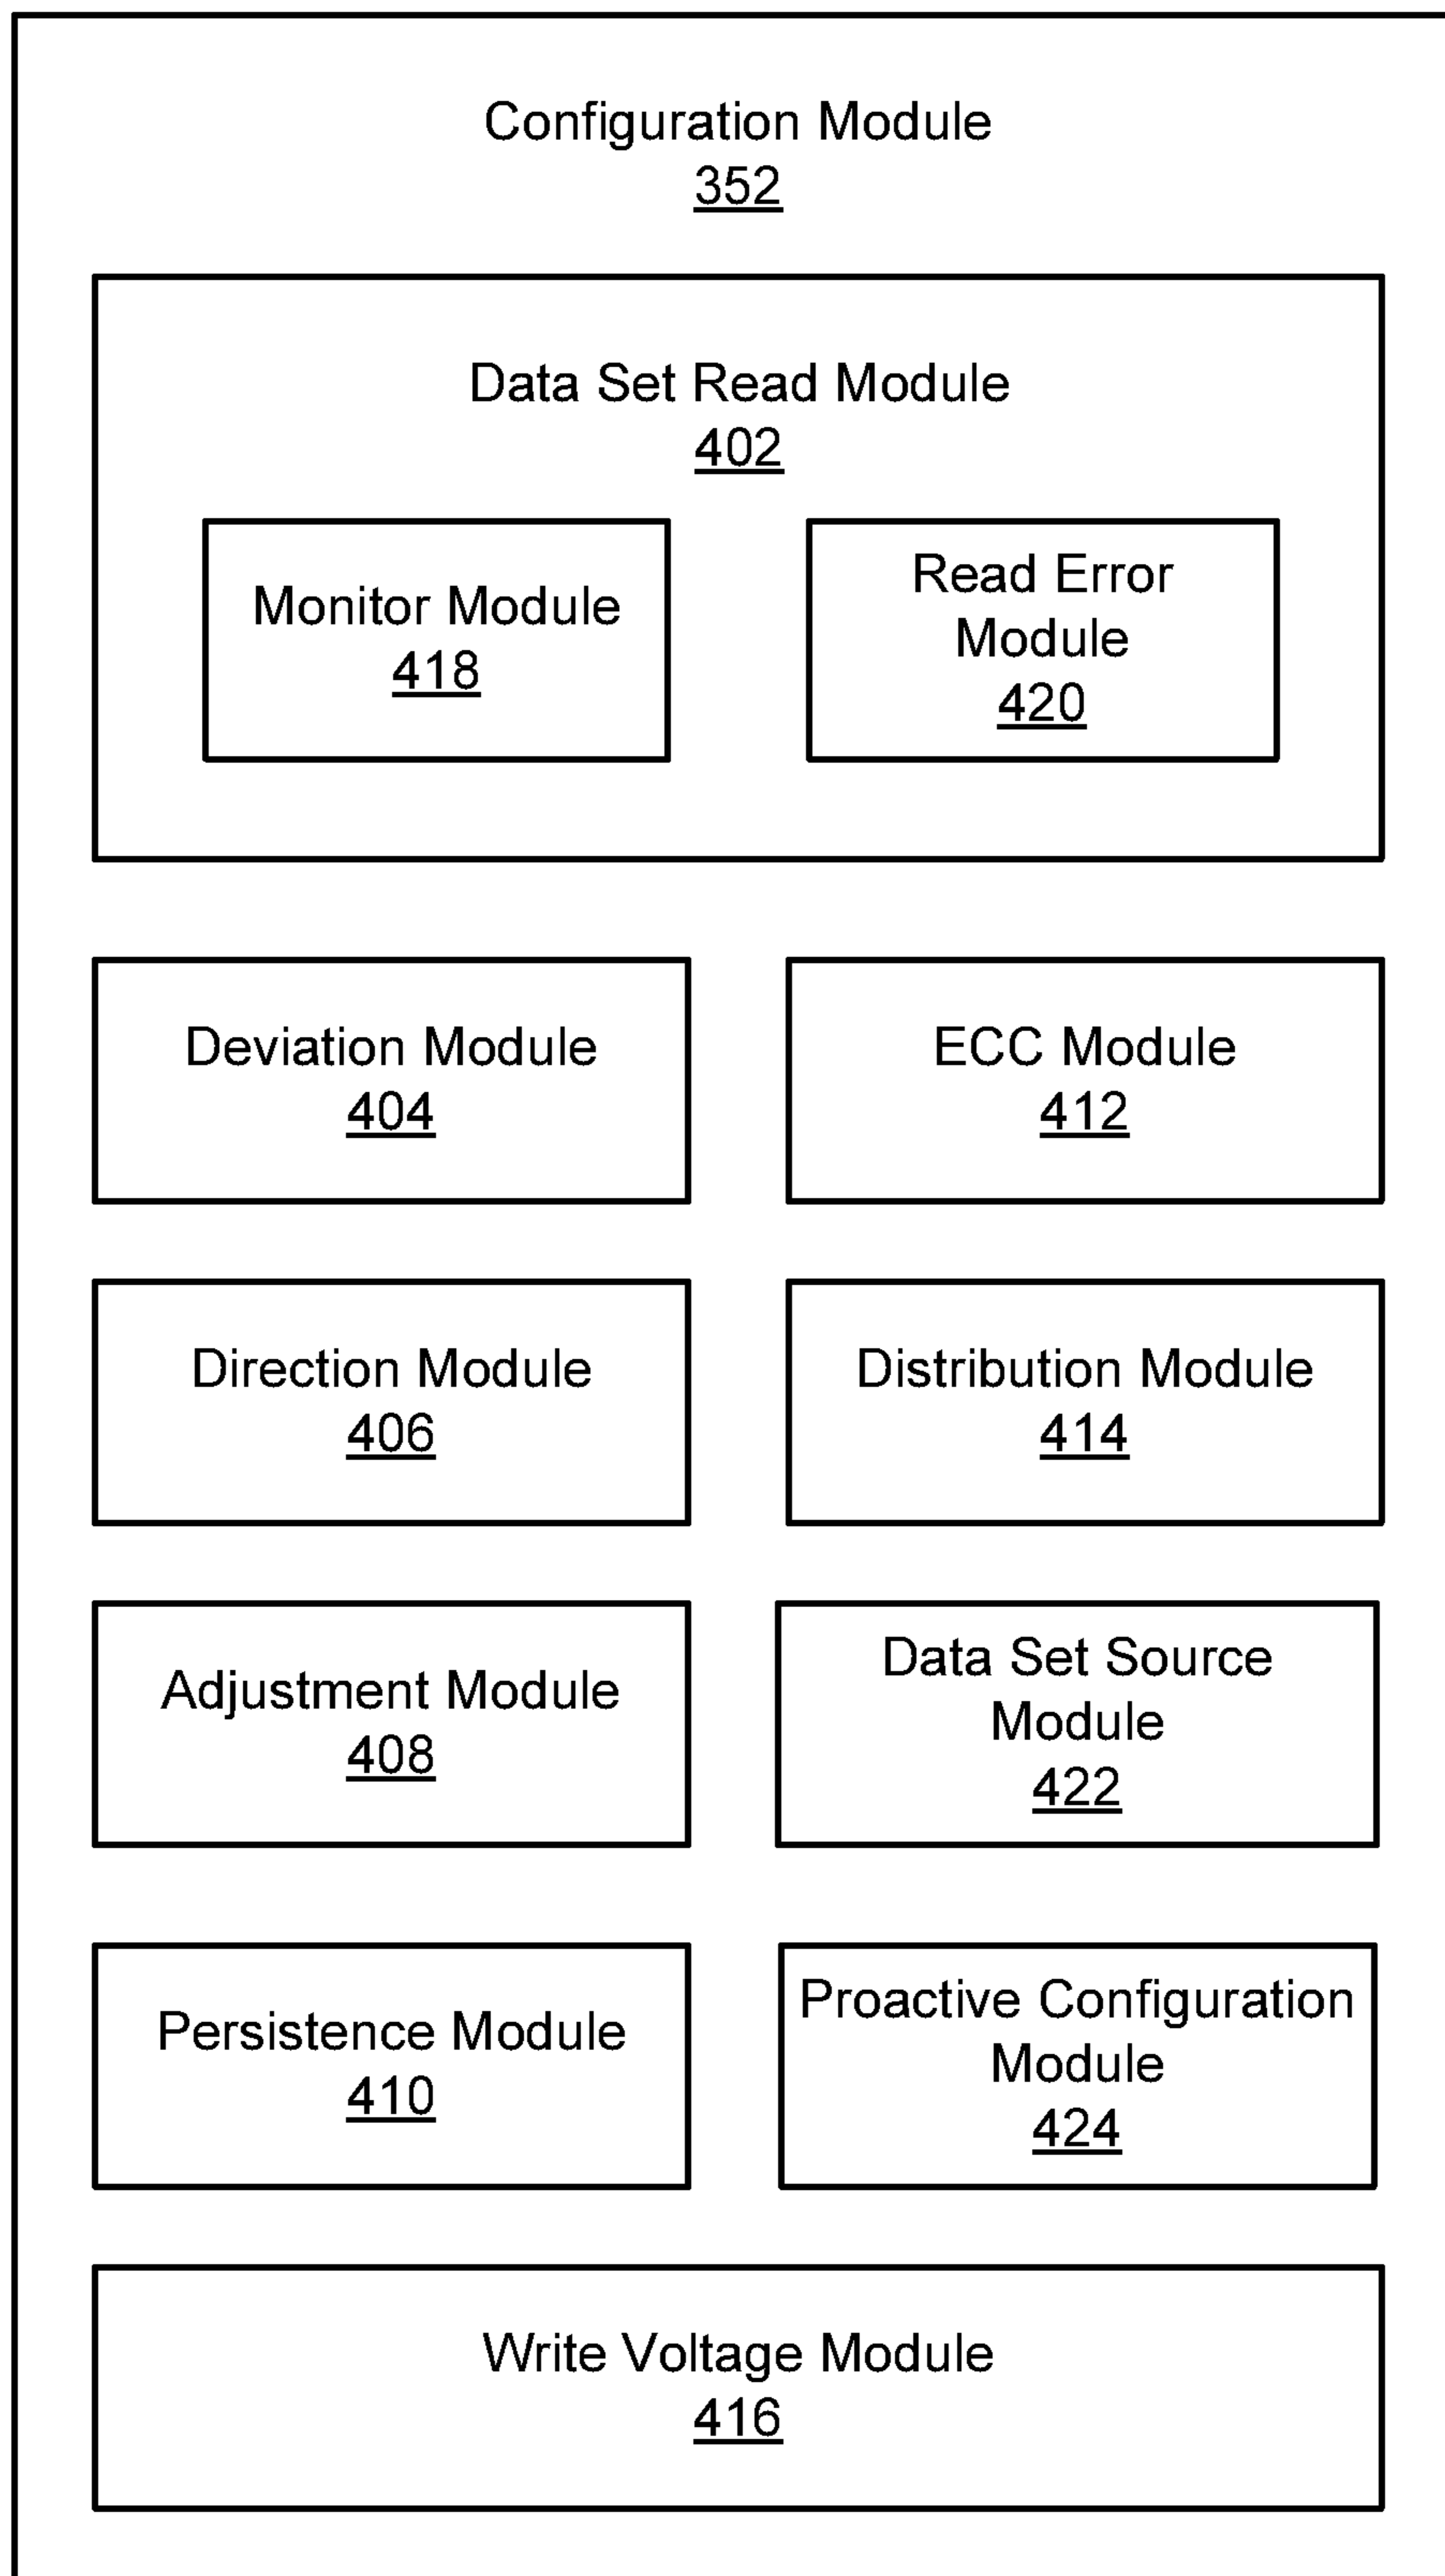 Configuration Module
352
Data Set Read Module
402
Monitor Module
418
Read Error
Module
420
Deviation Module
404
ECC Module
412
Direction Module
406
Distribution Module
414
Adjustment Module
408
Data Set Source
Module
422
Persistence Module
410
Proactive Configuration
Module
424
Write Voltage Module
416